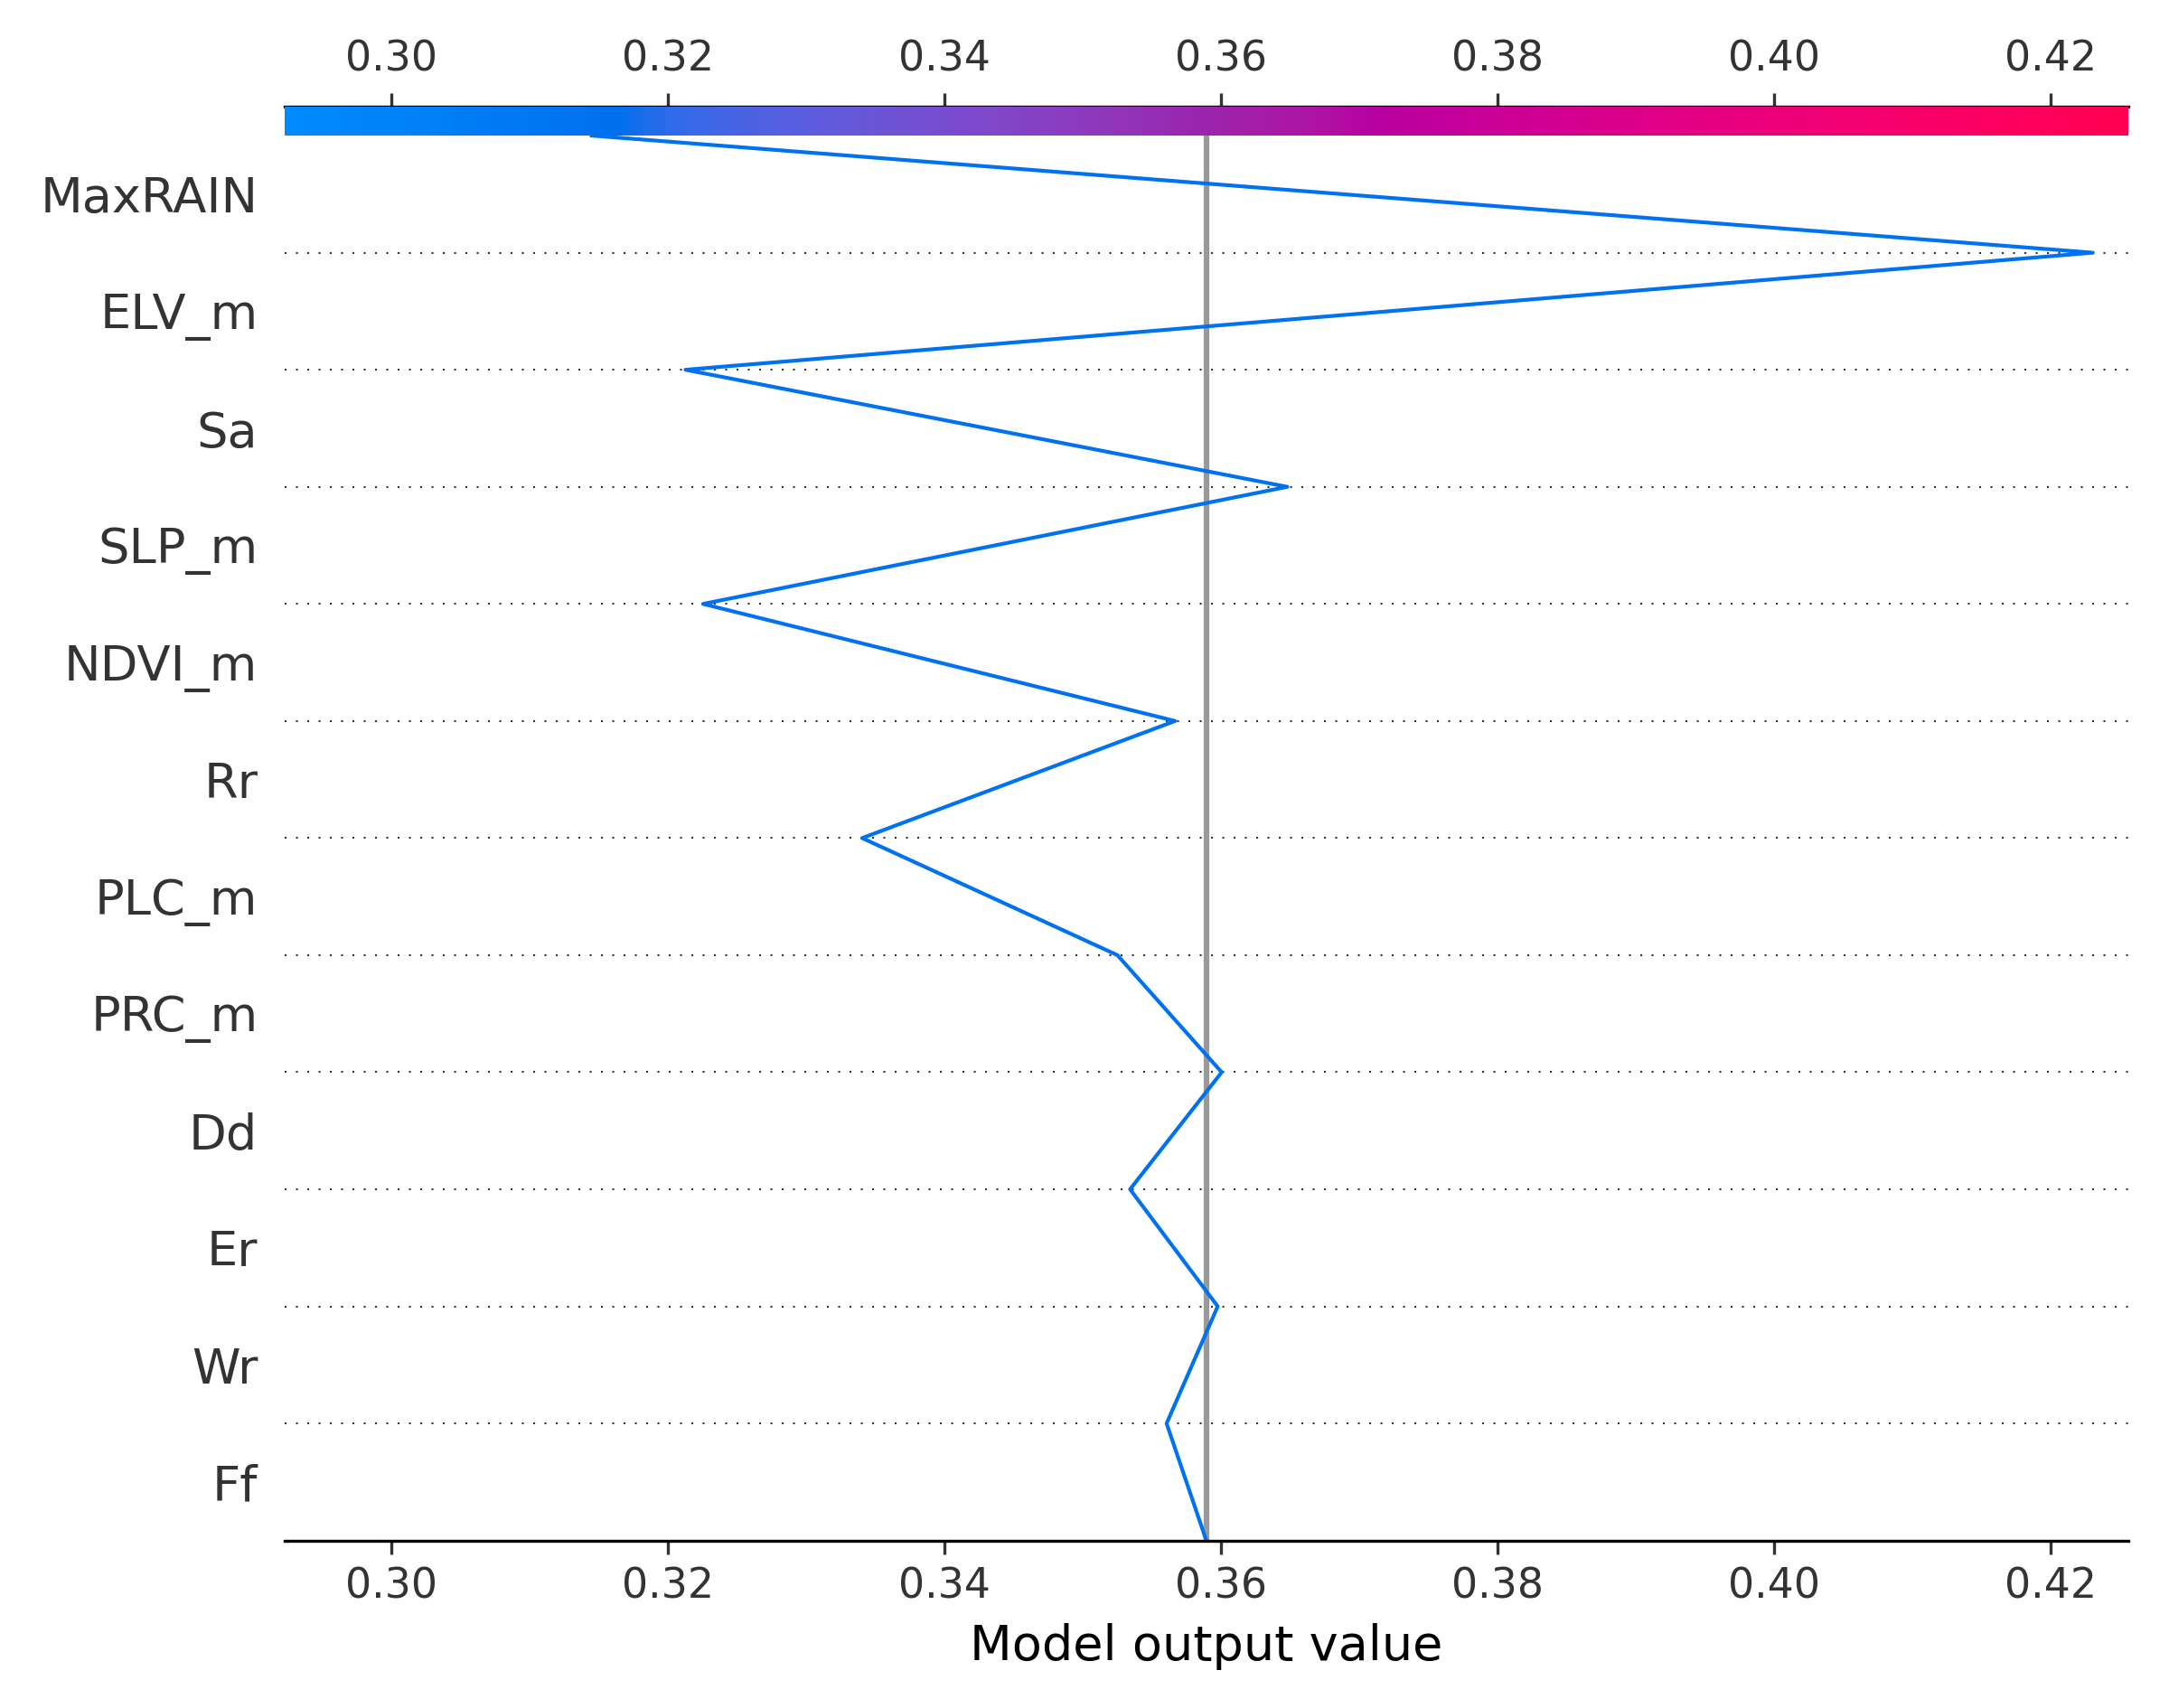 0.30 0.32 0.34 0.36 0.38 0.40 0.42
MaxRAIN
ELV_m
Sa
SLP_m
NDVI_m
Rr
PLC_m
PRC_m
Dd
Er
Wr
Ff
0.30 0.32 0.34 0.36 0.38 0.40 0.42
Model output value